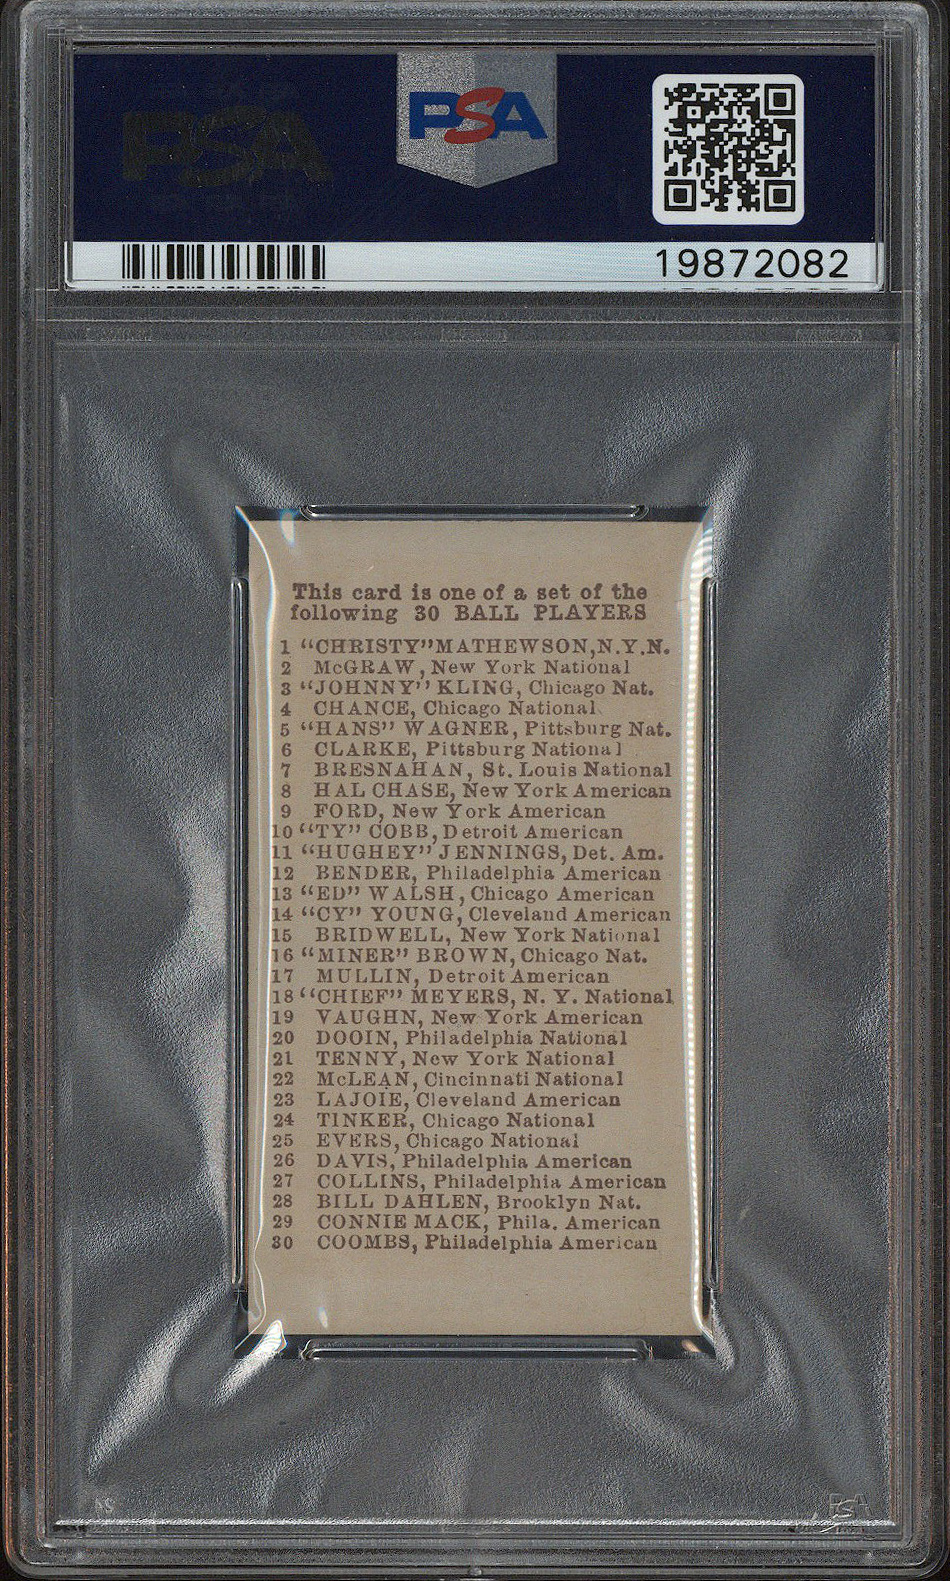 PSA
PSA
19872082
This card is one of a set of the
following 30 BALL PLAYERS
1 "CHRISTY" MATHEWSON, N.Y.N.
2 McGRAW, New York National
3 "JOHNNY" KLING, Chicago Nat.
4 CHANCE, Chicago National
5 "HANS" WAGNER, Pittsburg Nat.
6 CLARKE, Pittsburg National
7 BRESNAHAN, St. Louis National
8 HAL CHASE, New York American
9 FORD, New York American
10 "TY" COBB, Detroit American
11 "HUGHEY" JENNINGS, Det. Am.
12 BENDER, Philadelphia American
13 "ED" WALSH, Chicago American
14 "CY" YOUNG, Cleveland American
15 BRIDWELL, New York National
16 "MINER" BROWN, Chicago Nat.
17 MULLIN, Detroit American
18 "CHIEF" MEYERS, N. Y. National
19 VAUGHN, New York American
20 DOOIN, Philadelphia National
21 TENNY, New York National
22 McLEAN, Cincinnati National
23 LAJOIE, Cleveland American
24 TINKER, Chicago National
25 EVERS, Chicago National
26 DAVIS, Philadelphia American
27 COLLINS, Philadelphia American
28 BILL DAHLEN, Brooklyn Nat.
29 CONNIE MACK, Phila. American
30 COOMBS, Philadelphia American
PSA